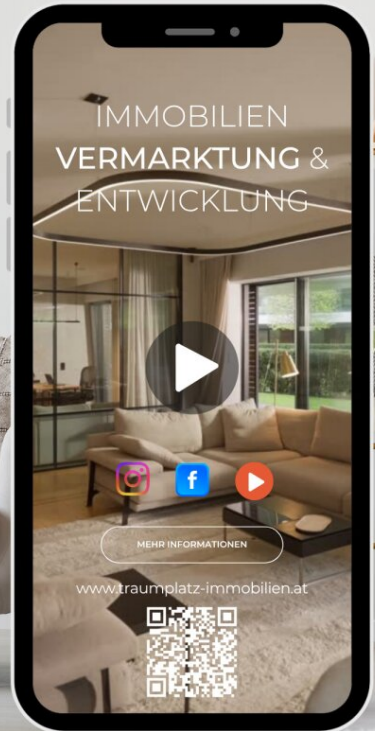 IMMOBILIEN
VERMARKTUNG &
ENTWICKLUNG
MEHR INFORMATIONEN
www.traumplatz-immobilien.at